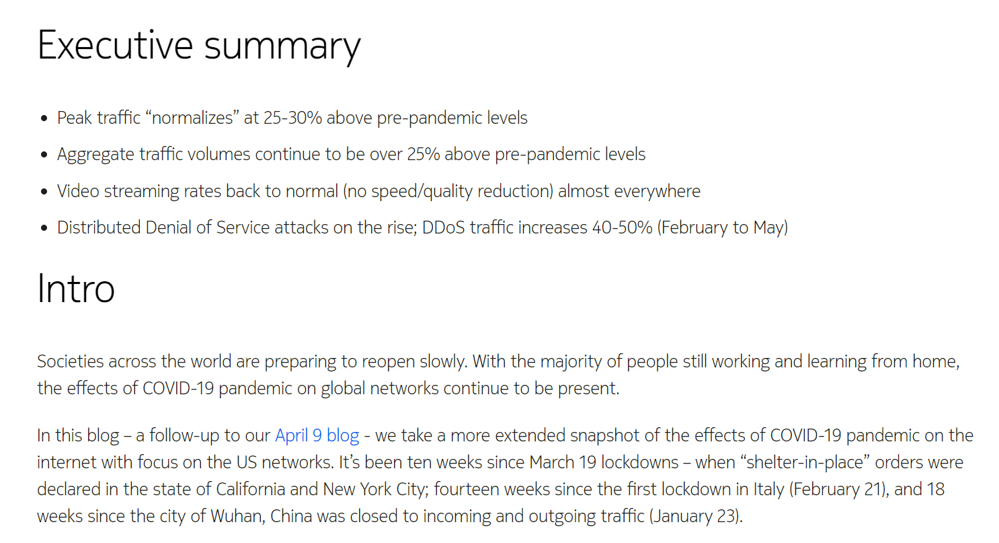 Executive summary
• Peak traffic “normalizes” at 25-30% above pre-pandemic levels
• Aggregate traffic volumes continue to be over 25% above pre-pandemic levels
• Video streaming rates back to normal (no speed/quality reduction) almost everywhere
• Distributed Denial of Service attacks on the rise; DDoS traffic increases 40-50% (February to May)
Intro
Societies across the world are preparing to reopen slowly. With the majority of people still working and learning from home,
the effects of COVID-19 pandemic on global networks continue to be present.
In this blog – a follow-up to our April 9 blog - we take a more extended snapshot of the effects of COVID-19 pandemic on the
internet with focus on the US networks. It’s been ten weeks since March 19 lockdowns – when “shelter-in-place” orders were
declared in the state of California and New York City; fourteen weeks since the first lockdown in Italy (February 21), and 18
weeks since the city of Wuhan, China was closed to incoming and outgoing traffic (January 23).